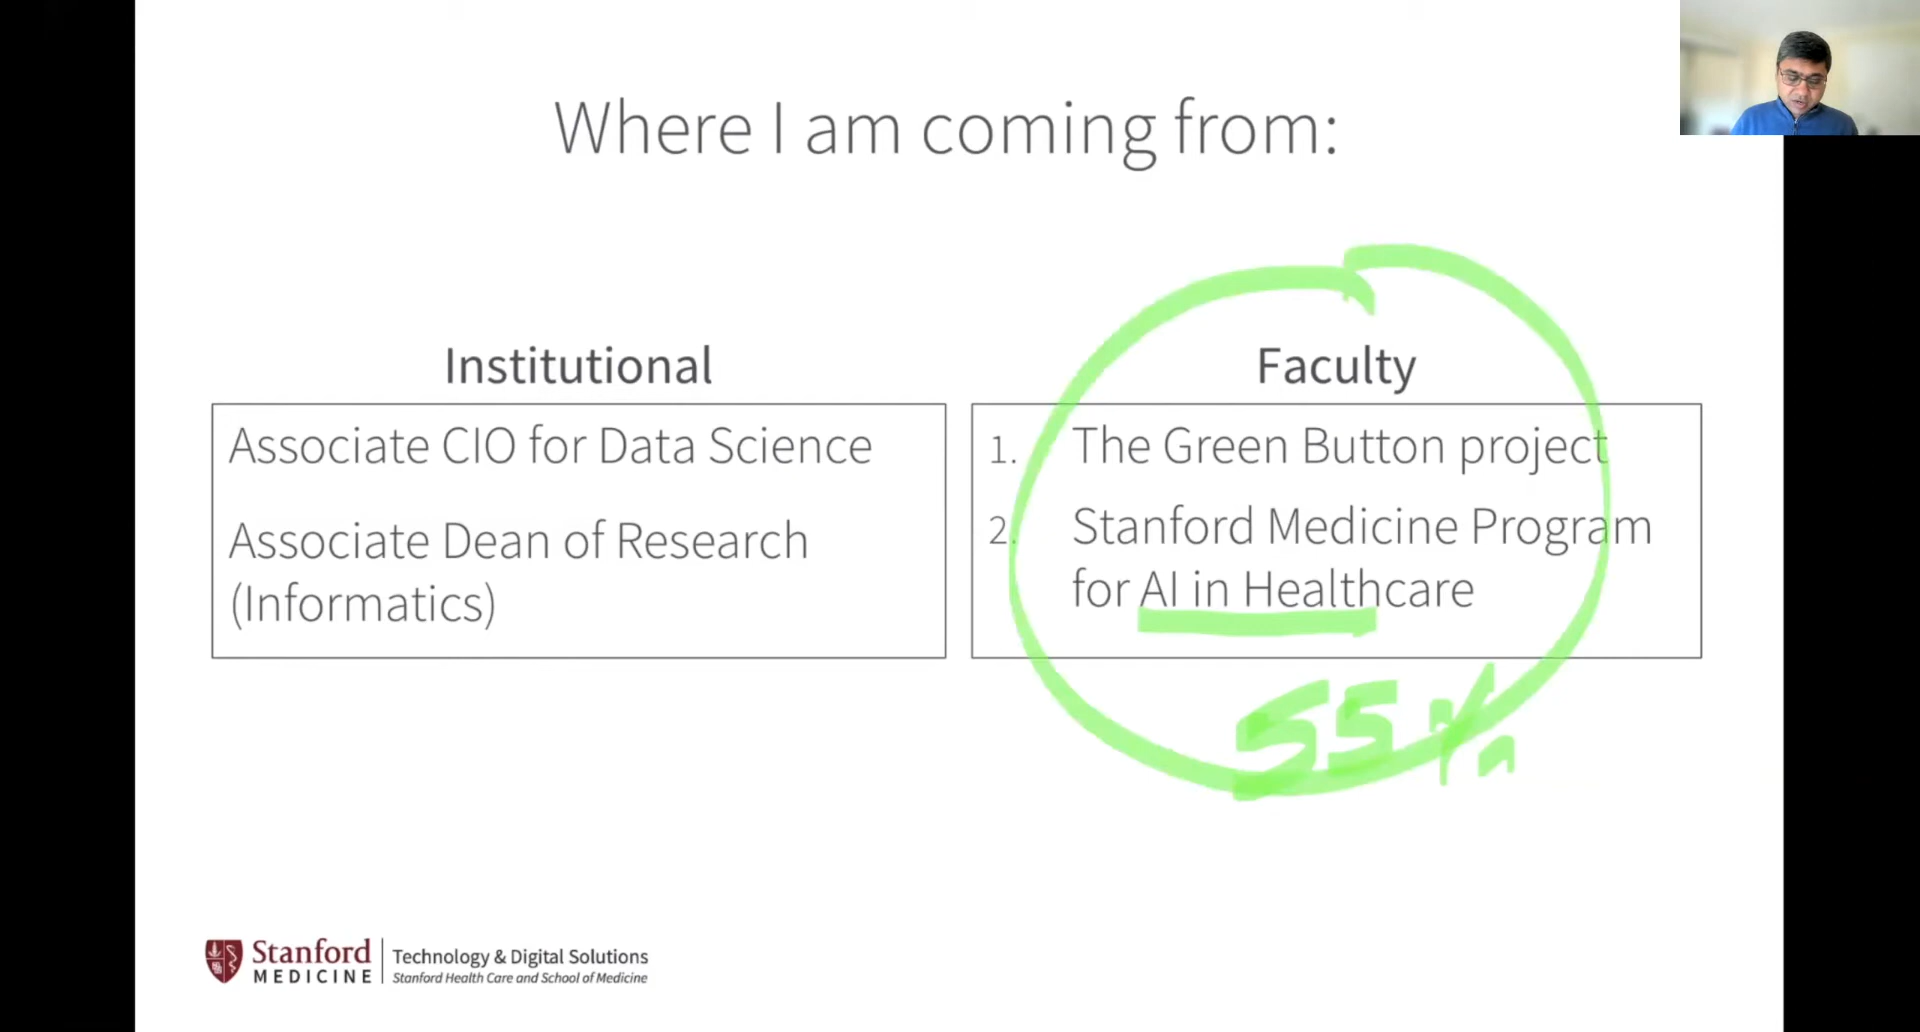 Where I am coming from:
Institutional
Associate CIO for Data Science
Associate Dean of Research
(Informatics)
Faculty
1. The Green Button project
2. Stanford Medicine Program
for AI in Healthcare
55%
Stanford
MEDICINE
Technology & Digital Solutions
Stanford Health Care and School of Medicine